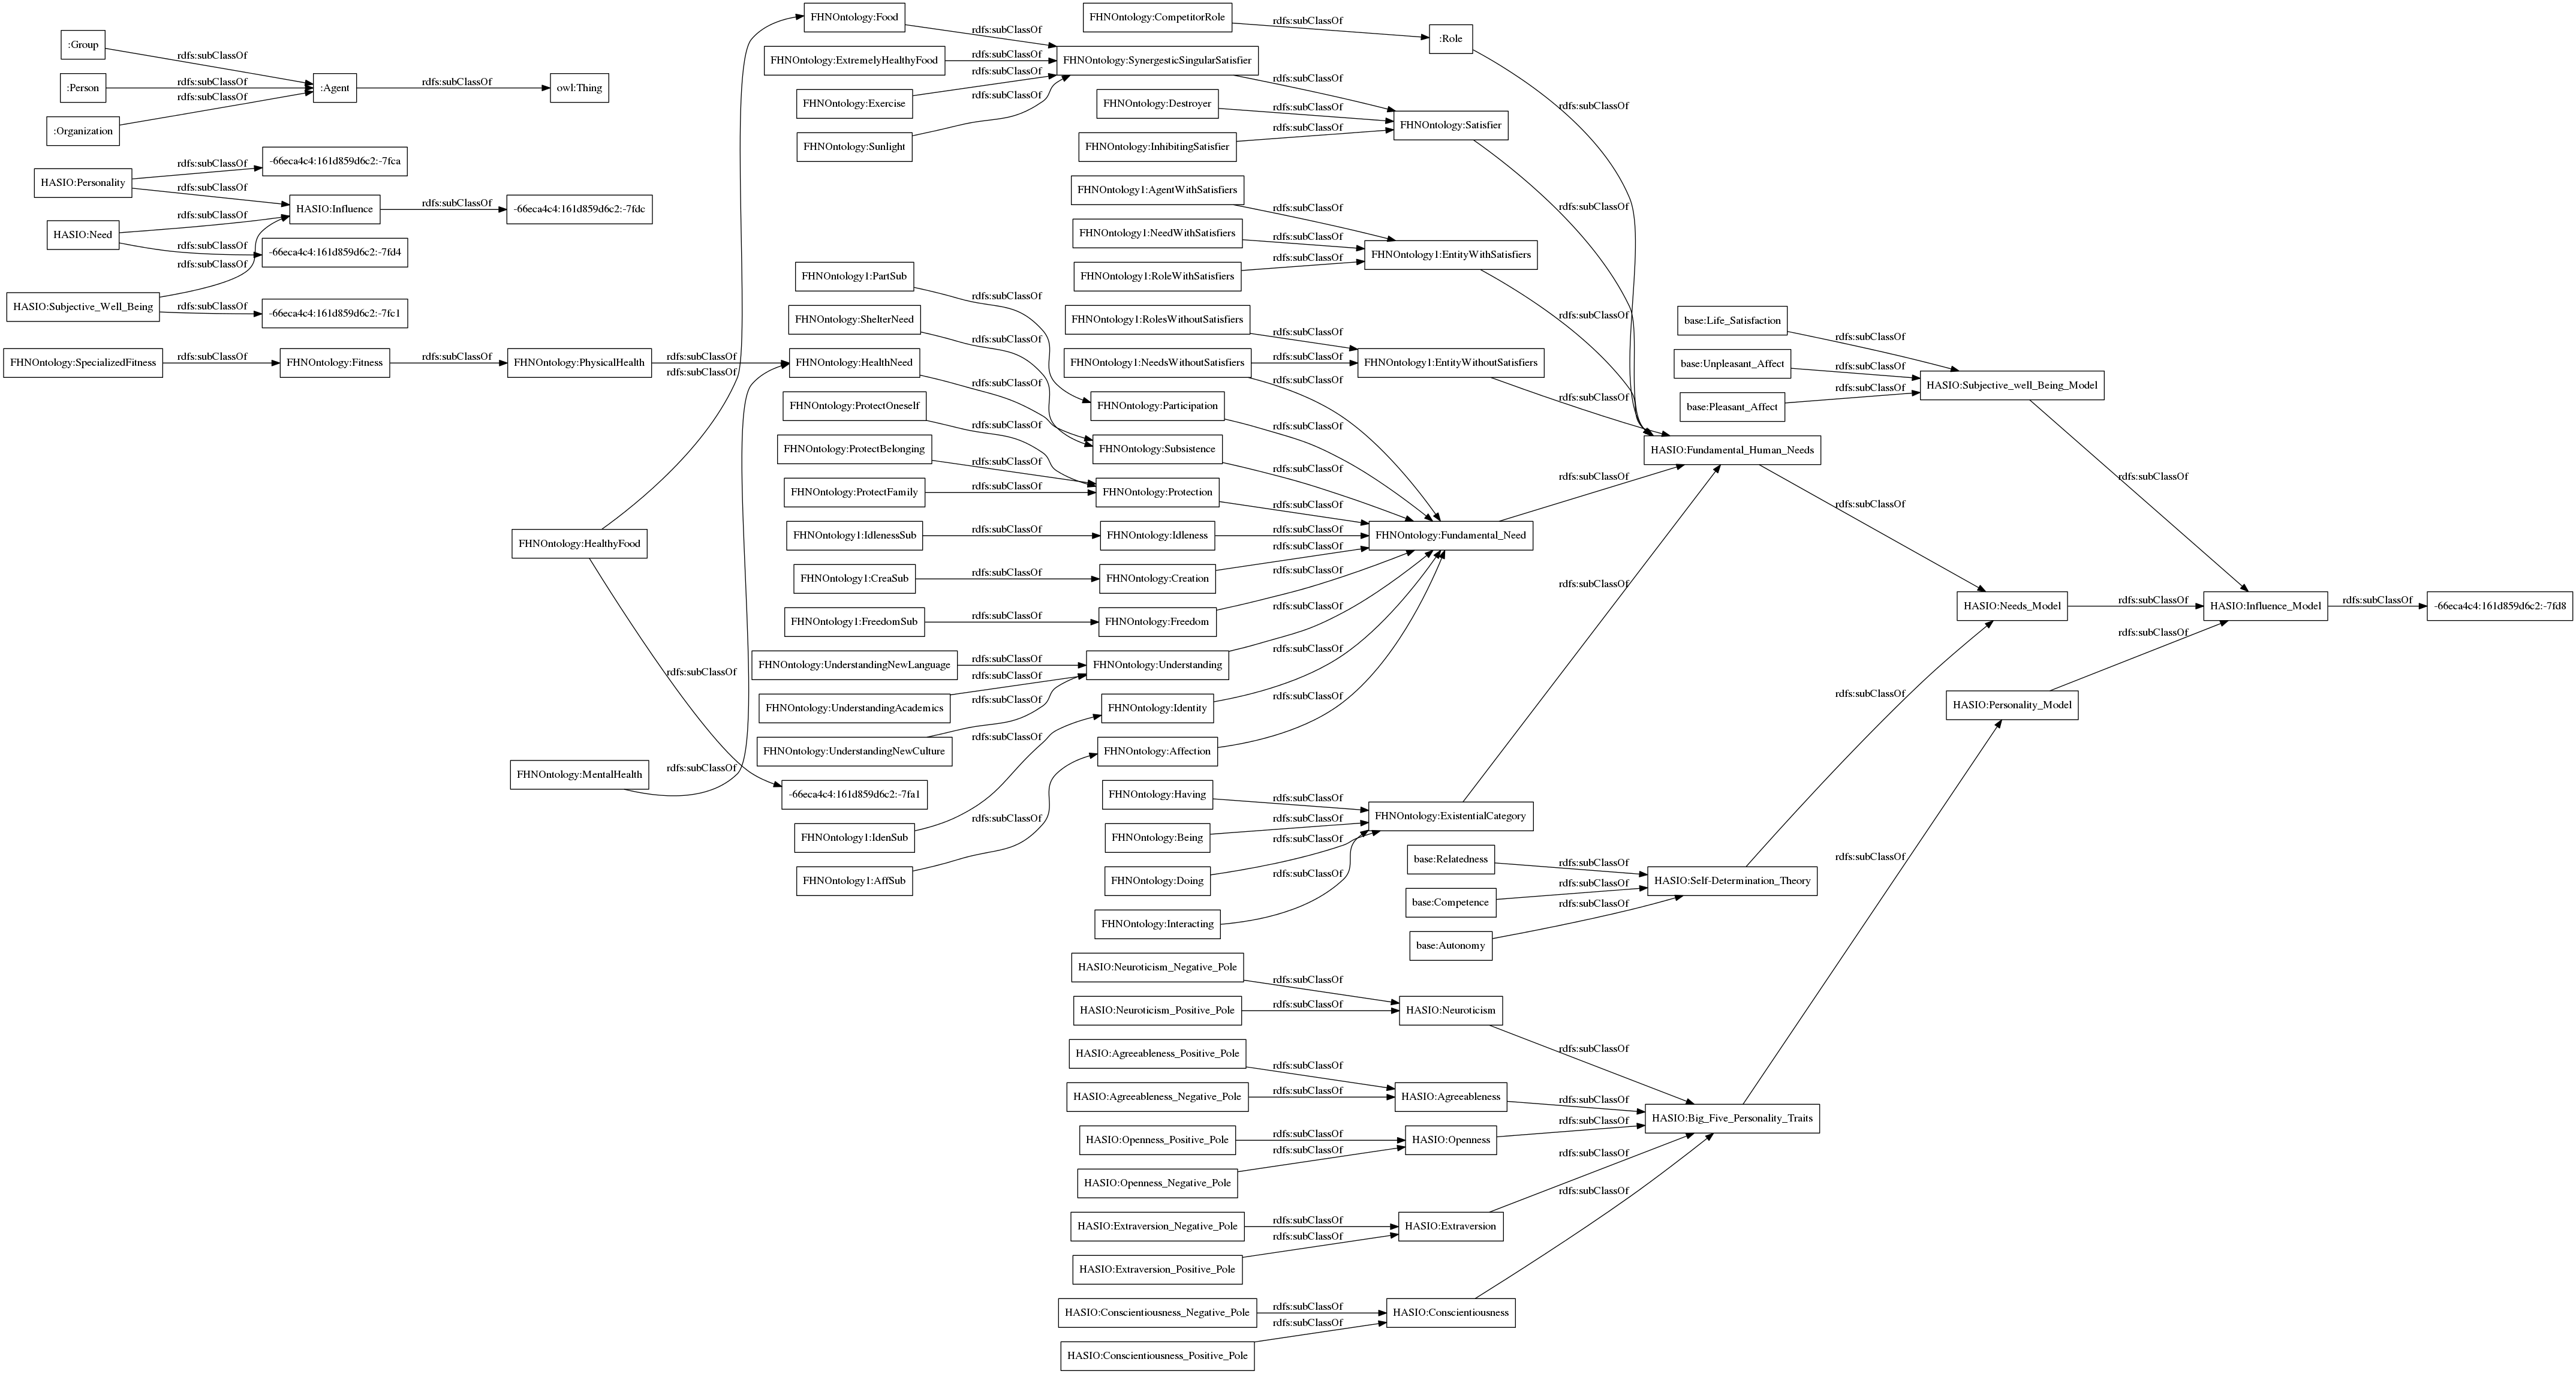 :Group
rdfs:subClassOf
:Person
rdfs:subClassOf
:Agent
rdfs:subClassOf
owl:Thing
rdfs:subClassOf
:Organization
HASIO:Personality
rdfs:subClassOf
-66eca4c4:161d859d6c2:-7fca
rdfs:subClassOf
HASIO:Influence
rdfs:subClassOf
-66eca4c4:161d859d6c2:-7fdc
HASIO:Need
rdfs:subClassOf
rdfs:subClassOf
-66eca4c4:161d859d6c2:-7fd4
rdfs:subClassOf
HASIO:Subjective_Well_Being
rdfs:subClassOf
-66eca4c4:161d859d6c2:-7fc1
FHNOntology:SpecializedFitness
rdfs:subClassOf
FHNOntology:Fitness
rdfs:subClassOf
FHNOntology:PhysicalHealth
rdfs:subClassOf
rdfs:subClassOf
FHNOntology:HealthyFood
rdfs:subClassOf
FHNOntology:MentalHealth
rdfs:subClassOf
FHNOntology:Food
rdfs:subClassOf
FHNOntology:ExtremelyHealthyFood
rdfs:subClassOf
FHNOntology:SynergesticSingularSatisfier
rdfs:subClassOf
FHNOntology:Exercise
rdfs:subClassOf
FHNOntology:Sunlight
rdfs:subClassOf
FHNOntology1:PartSub
rdfs:subClassOf
FHNOntology:ShelterNeed
rdfs:subClassOf
FHNOntology:HealthNeed
rdfs:subClassOf
FHNOntology:ProtectOneself
rdfs:subClassOf
FHNOntology:ProtectBelonging
rdfs:subClassOf
FHNOntology:ProtectFamily
rdfs:subClassOf
FHNOntology1:IdlenessSub
rdfs:subClassOf
FHNOntology1:CreaSub
rdfs:subClassOf
FHNOntology1:FreedomSub
rdfs:subClassOf
FHNOntology:UnderstandingNewLanguage
rdfs:subClassOf
FHNOntology:UnderstandingAcademics
rdfs:subClassOf
FHNOntology:UnderstandingNewCulture
rdfs:subClassOf
-66eca4c4:161d859d6c2:-7fa1
FHNOntology1:IdenSub
rdfs:subClassOf
FHNOntology1:AffSub
rdfs:subClassOf
FHNOntology:CompetitorRole
rdfs:subClassOf
:Role
rdfs:subClassOf
FHNOntology:Destroyer
rdfs:subClassOf
FHNOntology:InhibitingSatisfier
rdfs:subClassOf
FHNOntology:Satisfier
rdfs:subClassOf
FHNOntology1:AgentWithSatisfiers
rdfs:subClassOf
FHNOntology1:NeedWithSatisfiers
rdfs:subClassOf
FHNOntology1:RoleWithSatisfiers
rdfs:subClassOf
FHNOntology1:EntityWithSatisfiers
rdfs:subClassOf
FHNOntology1:RolesWithoutSatisfiers
rdfs:subClassOf
FHNOntology1:NeedsWithoutSatisfiers
rdfs:subClassOf
rdfs:subClassOf
FHNOntology1:EntityWithoutSatisfiers
rdfs:subClassOf
FHNOntology:Participation
rdfs:subClassOf
FHNOntology:Subsistence
rdfs:subClassOf
FHNOntology:Protection
rdfs:subClassOf
FHNOntology:Idleness
rdfs:subClassOf
FHNOntology:Fundamental_Need
rdfs:subClassOf
FHNOntology:Creation
rdfs:subClassOf
FHNOntology:Freedom
rdfs:subClassOf
FHNOntology:Understanding
rdfs:subClassOf
FHNOntology:Identity
rdfs:subClassOf
FHNOntology:Affection
rdfs:subClassOf
FHNOntology:Having
rdfs:subClassOf
FHNOntology:Being
rdfs:subClassOf
FHNOntology:Doing
rdfs:subClassOf
FHNOntology:Interacting
rdfs:subClassOf
FHNOntology:ExistentialCategory
rdfs:subClassOf
base:Relatedness
rdfs:subClassOf
base:Competence
rdfs:subClassOf
base:Autonomy
rdfs:subClassOf
HASIO:Self-Determination_Theory
rdfs:subClassOf
HASIO:Neuroticism_Negative_Pole
rdfs:subClassOf
HASIO:Neuroticism_Positive_Pole
rdfs:subClassOf
HASIO:Neuroticism
rdfs:subClassOf
HASIO:Agreeableness_Positive_Pole
rdfs:subClassOf
HASIO:Agreeableness_Negative_Pole
rdfs:subClassOf
HASIO:Agreeableness
rdfs:subClassOf
HASIO:Openness_Positive_Pole
rdfs:subClassOf
HASIO:Openness_Negative_Pole
rdfs:subClassOf
HASIO:Openness
rdfs:subClassOf
HASIO:Extraversion_Negative_Pole
rdfs:subClassOf
HASIO:Extraversion_Positive_Pole
rdfs:subClassOf
HASIO:Extraversion
rdfs:subClassOf
HASIO:Conscientiousness_Negative_Pole
rdfs:subClassOf
HASIO:Conscientiousness_Positive_Pole
rdfs:subClassOf
HASIO:Conscientiousness
rdfs:subClassOf
HASIO:Big_Five_Personality_Traits
rdfs:subClassOf
base:Life_Satisfaction
rdfs:subClassOf
base:Unpleasant_Affect
rdfs:subClassOf
base:Pleasant_Affect
rdfs:subClassOf
HASIO:Subjective_well_Being_Model
rdfs:subClassOf
HASIO:Fundamental_Human_Needs
rdfs:subClassOf
HASIO:Needs_Model
rdfs:subClassOf
HASIO:Personality_Model
rdfs:subClassOf
HASIO:Influence_Model
rdfs:subClassOf
-66eca4c4:161d859d6c2:-7fd8